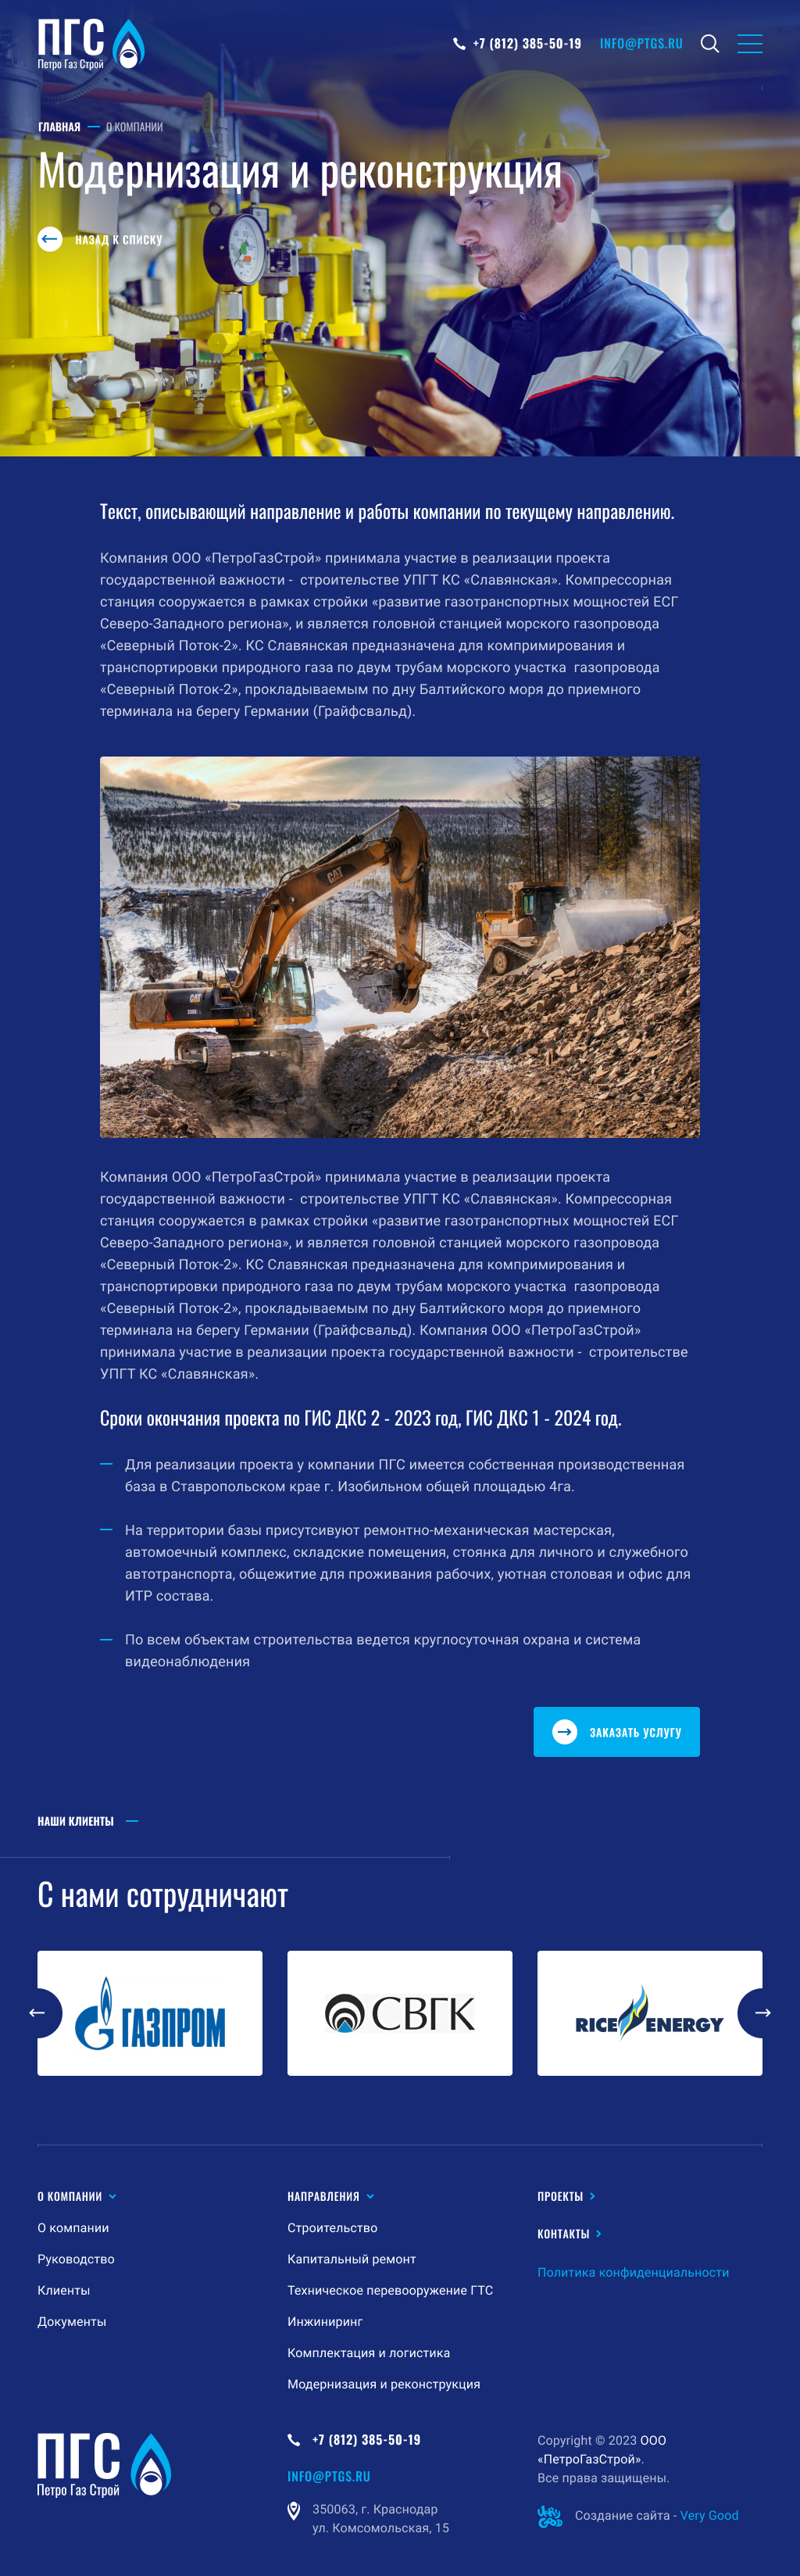 ПГС
Петро Газ Строй
+7 (812) 385-50-19 INFO@PTGS.RU
ГЛАВНАЯ — О КОМПАНИИ
Модернизация и реконструкция
НАЗАД К СПИСКУ
Текст, описывающий направление и работы компании по текущему направлению.
Компания ООО «ПетроГазСтрой» принимала участие в реализации проекта
государственной важности - строительстве УПГТ КС «Славянская». Компрессорная
станция сооружается в рамках стройки «развитие газотранспортных мощностей ЕСГ
Северо-Западного региона», и является головной станцией морского газопровода
«Северный Поток-2». КС Славянская предназначена для компримирования и
транспортировки природного газа по двум трубам морского участка газопровода
«Северный Поток-2», прокладываемым по дну Балтийского моря до приемного
терминала на берегу Германии (Грайфсвальд).
CAT
CAT
Компания ООО «ПетроГазСтрой» принимала участие в реализации проекта
государственной важности - строительстве УПГТ КС «Славянская». Компрессорная
станция сооружается в рамках стройки «развитие газотранспортных мощностей ЕСГ
Северо-Западного региона», и является головной станцией морского газопровода
«Северный Поток-2». КС Славянская предназначена для компримирования и
транспортировки природного газа по двум трубам морского участка газопровода
«Северный Поток-2», прокладываемым по дну Балтийского моря до приемного
терминала на берегу Германии (Грайфсвальд). Компания ООО «ПетроГазСтрой»
принимала участие в реализации проекта государственной важности - строительстве
УПГТ КС «Славянская».
Сроки окончания проекта по ГИС ДКС 2 - 2023 год, ГИС ДКС 1 - 2024 год.
— Для реализации проекта у компании ПГС имеется собственная производственная
база в Ставропольском крае г. Изобильном общей площадью 4га.
— На территории базы присутсивуют ремонтно-механическая мастерская,
автомоечный комплекс, складские помещения, стоянка для личного и служебного
автотранспорта, общежитие для проживания рабочих, уютная столовая и офис для
ИТР состава.
— По всем объектам строительства ведется круглосуточная охрана и система
видеонаблюдения
ЗАКАЗАТЬ УСЛУГУ
НАШИ КЛИЕНТЫ —
С нами сотрудничают
ГАЗПРОМ
СВГК
RICE ENERGY
О КОМПАНИИ
О компании
Руководство
Клиенты
Документы
НАПРАВЛЕНИЯ
Строительство
Капитальный ремонт
Техническое перевооружение ГТС
Инжиниринг
Комплектация и логистика
Модернизация и реконструкция
ПРОЕКТЫ
КОНТАКТЫ
Политика конфиденциальности
ПГС
Петро Газ Строй
+7 (812) 385-50-19
INFO@PTGS.RU
350063, г. Краснодар
ул. Комсомольская, 15
Copyright © 2023 ООО
«ПетроГазСтрой».
Все права защищены.
VERY GOOD
Создание сайта - Very Good